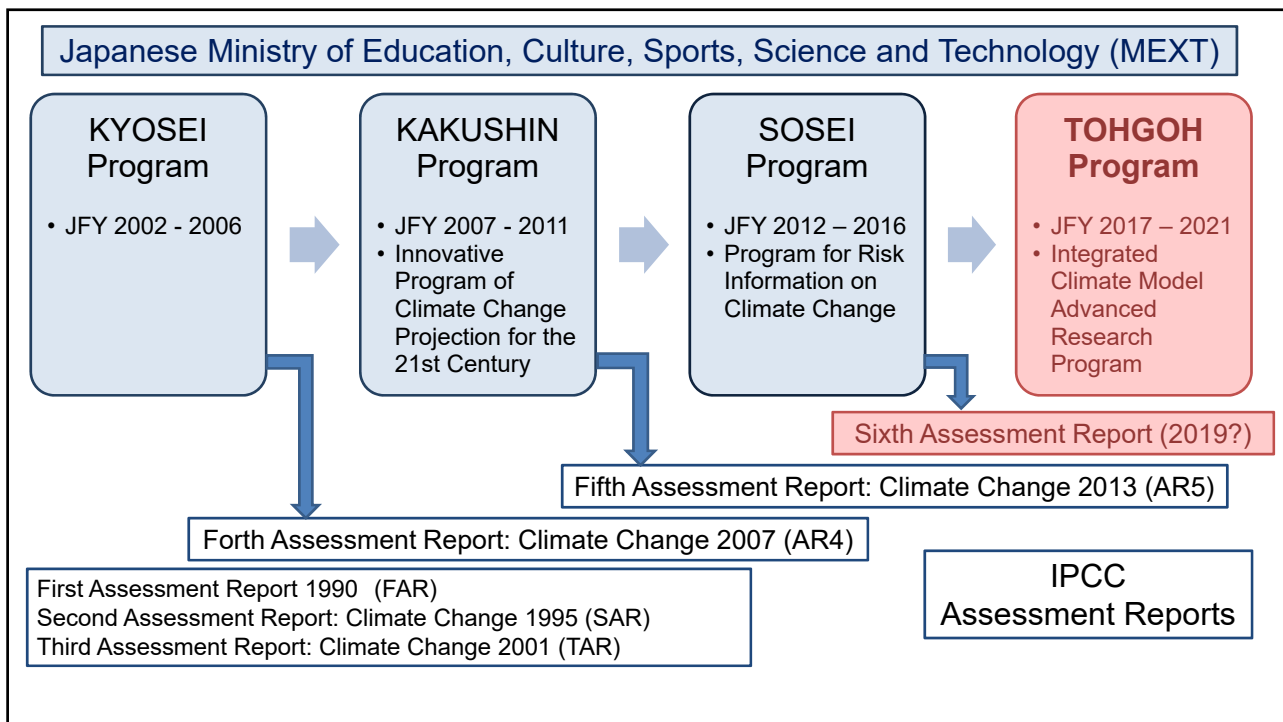 Japanese Ministry of Education, Culture, Sports, Science and Technology (MEXT)
KYOSEI
Program
• JFY 2002 - 2006
KAKUSHIN
Program
• JFY 2007 - 2011
• Innovative
Program of
Climate Change
Projection for the
21st Century
SOSEI
Program
• JFY 2012 – 2016
• Program for Risk
Information on
Climate Change
TOHGOH
Program
• JFY 2017 – 2021
• Integrated
Climate Model
Advanced
Research
Program
Sixth Assessment Report (2019?)
Fifth Assessment Report: Climate Change 2013 (AR5)
Forth Assessment Report: Climate Change 2007 (AR4)
First Assessment Report 1990 (FAR)
Second Assessment Report: Climate Change 1995 (SAR)
Third Assessment Report: Climate Change 2001 (TAR)
IPCC
Assessment Reports